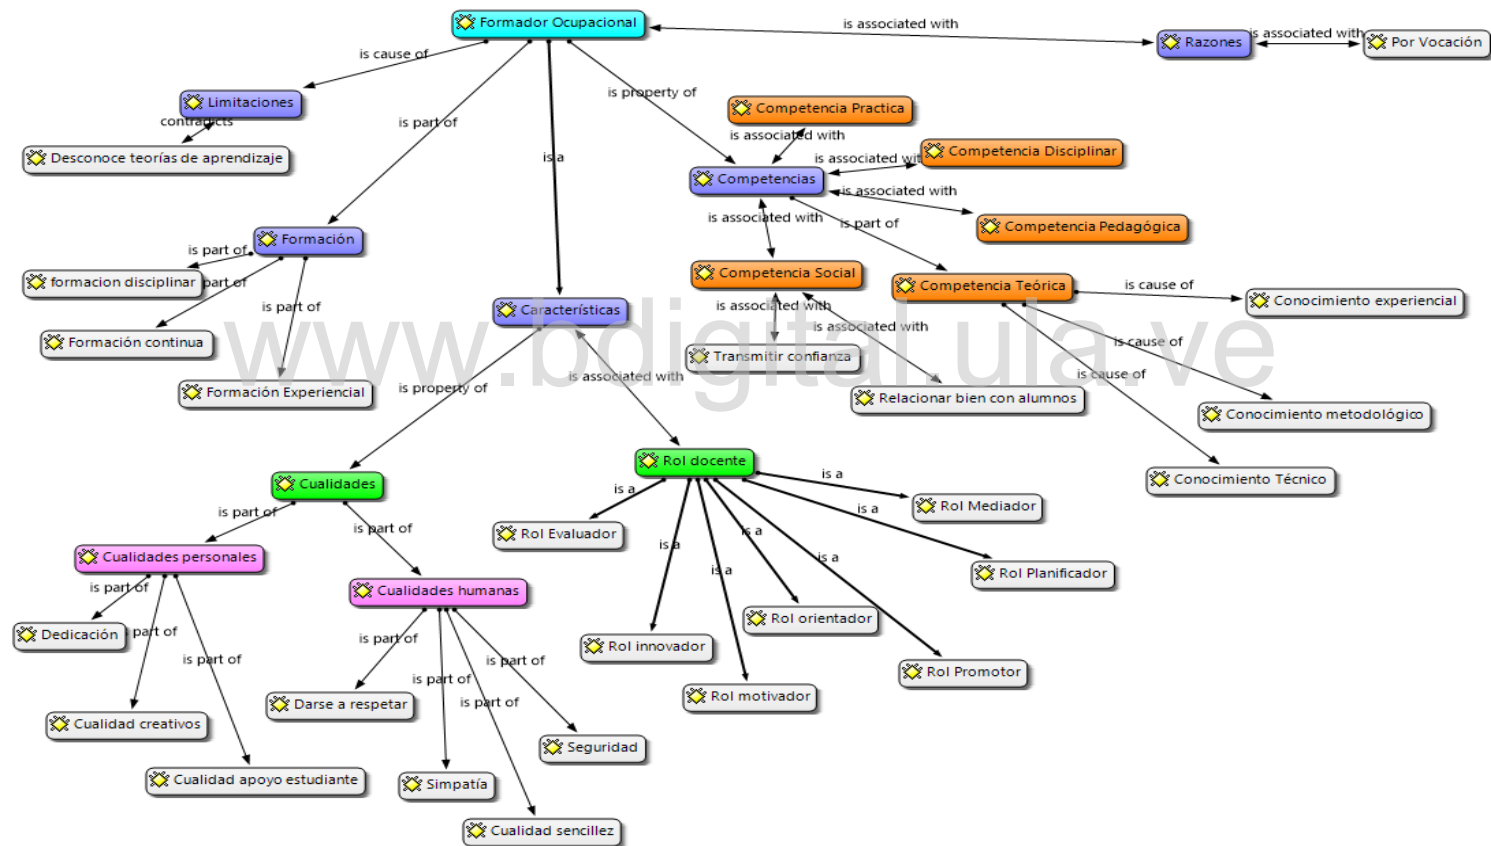 Formador Ocupacional
is associated with
Razones
is associated with
Por Vocación
is cause of
Limitaciones
contradicts
Desconoce teorías de aprendizaje
is part of
is a
is property of
Competencia Practica
is associated with
is associated wit
Competencia Disciplinar
Competencias
is associated with
Competencia Pedagógica
is associated with
is part of
Formación
is part of
formacion disciplinar
part of
Formación continua
is part of
Formación Experiencial
Competencia Social
Competencia Teórica
is cause of
Conocimiento experiencial
is associated with
is associated with
Transmitir confianza
Relacionar bien con alumnos
is cause of
Conocimiento metodológico
is cause of
Conocimiento Técnico
Características
www.bdigital.ula.ve
is property of
is associated with
Cualidades
Rol docente
is a
Rol Evaluador
is a
Rol Mediador
is a
Rol Planificador
is a
Rol innovador
is a
Rol motivador
is a
Rol orientador
is a
Rol Promotor
is part of
is part of
Cualidades personales
is part of
Dedicación
s part of
Cualidad creativos
is part of
Cualidad apoyo estudiante
Cualidades humanas
is part of
Darse a respetar
is part of
Simpatía
is part of
Cualidad sencillez
is part of
Seguridad